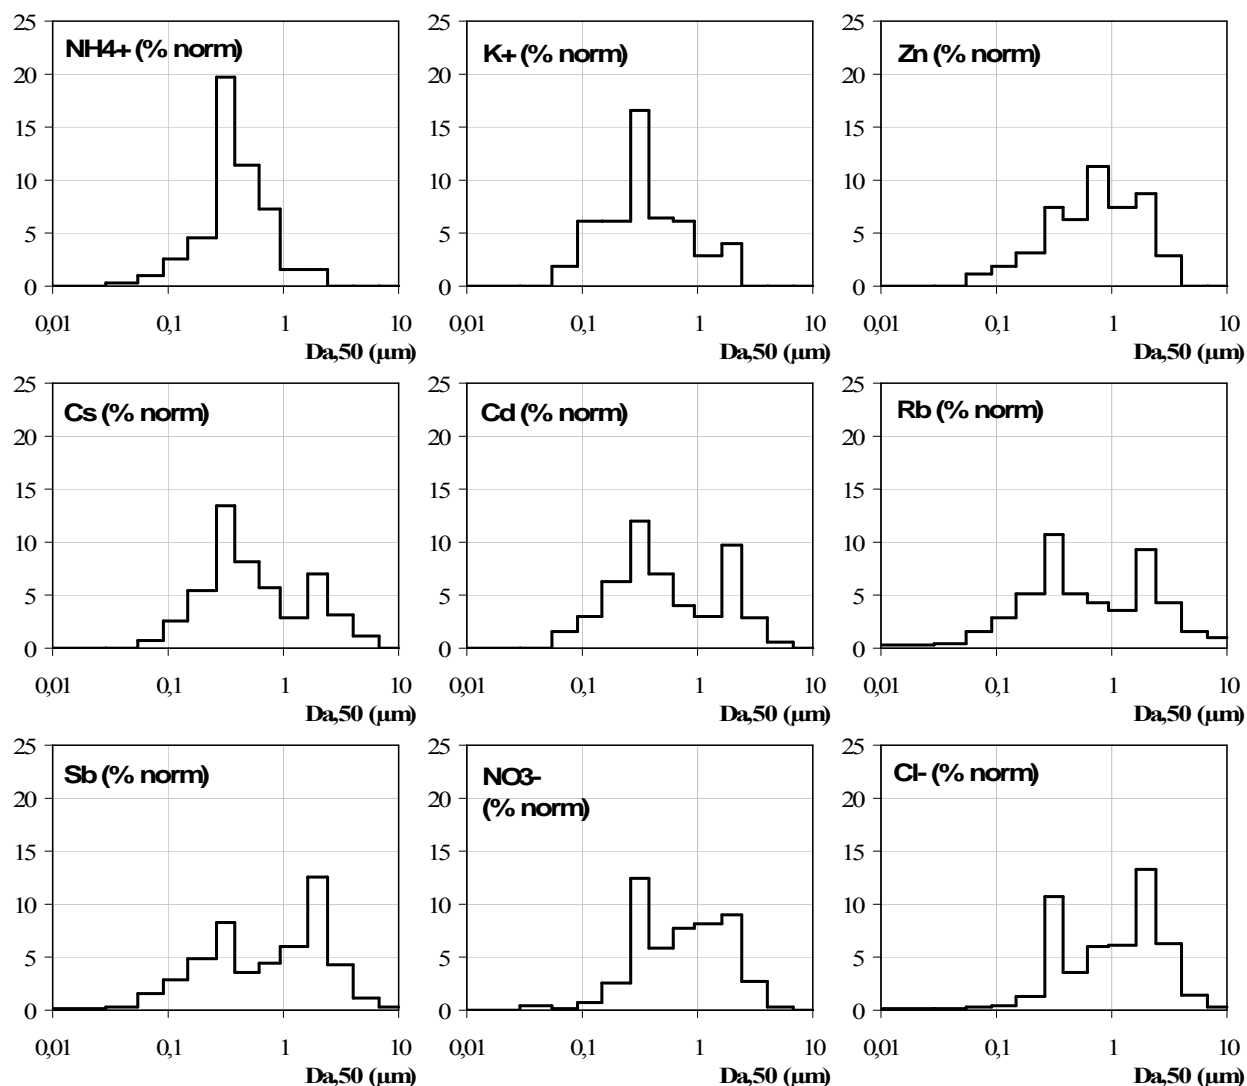 NH4+ (% norm)
25
20
15
10
5
0
0,01 0,1 1 10
Da,50 (µm)
K+ (% norm)
25
20
15
10
5
0
0,01 0,1 1 10
Da,50 (µm)
Zn (% norm)
25
20
15
10
5
0
0,01 0,1 1 10
Da,50 (µm)
Cs (% norm)
25
20
15
10
5
0
0,01 0,1 1 10
Da,50 (µm)
Cd (% norm)
25
20
15
10
5
0
0,01 0,1 1 10
Da,50 (µm)
Rb (% norm)
25
20
15
10
5
0
0,01 0,1 1 10
Da,50 (µm)
Sb (% norm)
25
20
15
10
5
0
0,01 0,1 1 10
Da,50 (µm)
NO3-
(% norm)
25
20
15
10
5
0
0,01 0,1 1 10
Da,50 (µm)
Cl- (% norm)
25
20
15
10
5
0
0,01 0,1 1 10
Da,50 (µm)